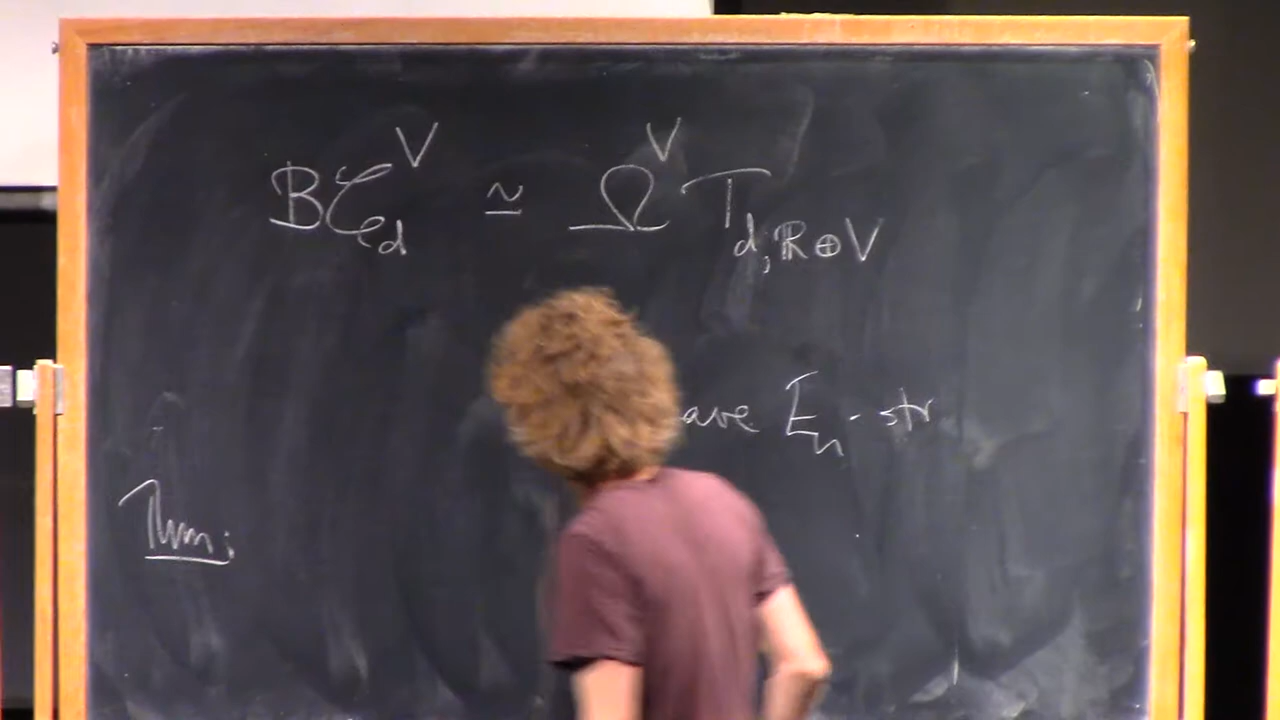 B𝒞_d^V ≃ Ω^V T_{d,ℝ⊕V}
ave E_n-str
Thm: